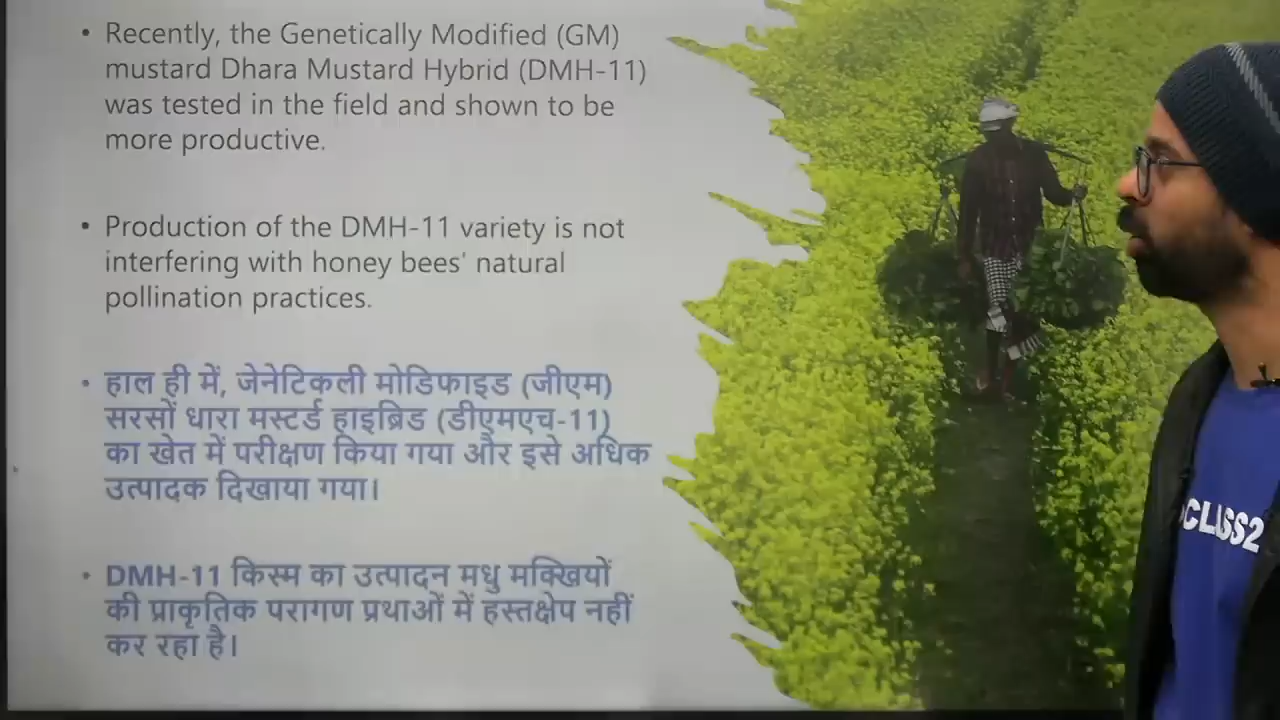 • Recently, the Genetically Modified (GM)
mustard Dhara Mustard Hybrid (DMH-11)
was tested in the field and shown to be
more productive.
• Production of the DMH-11 variety is not
interfering with honey bees' natural
pollination practices.
• हाल ही में, जेनेटिकली मोडिफाइड (जीएम)
सरसों धारा मस्टर्ड हाइब्रिड (डीएमएच-11)
का खेत में परीक्षण किया गया और इसे अधिक
उत्पादक दिखाया गया।
• DMH-11 किस्म का उत्पादन मधु मक्खियों
की प्राकृतिक परागण प्रथाओं में हस्तक्षेप नहीं
कर रहा है।
CLASS2